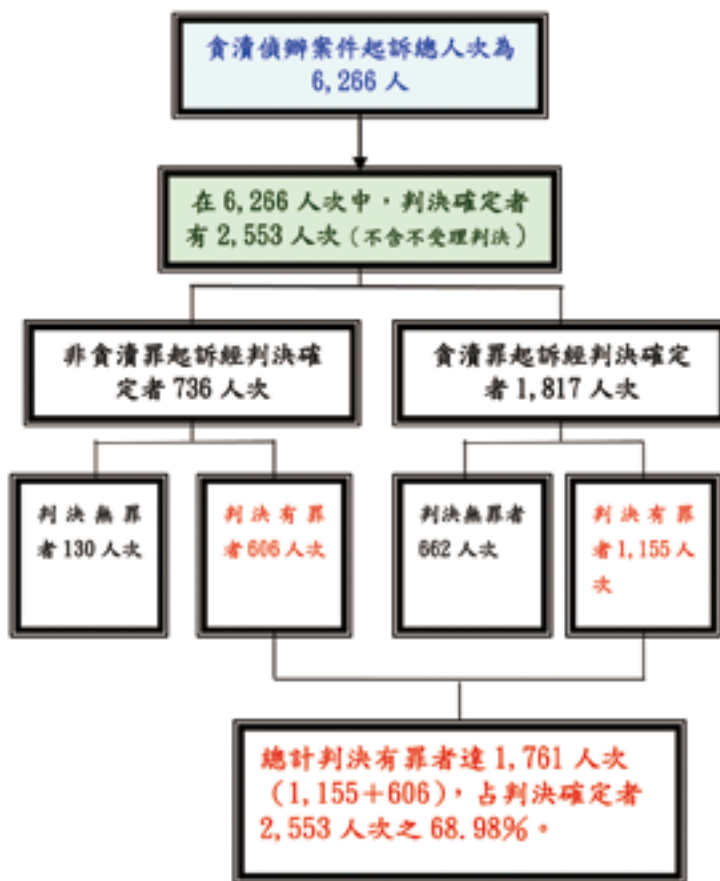 貪瀆偵辦案件起訴總人次為
6,266 人
在 6,266 人次中，判決確定者
有 2,553 人次 (不含不受理判決)
非貪瀆罪起訴經判決確
定者 736 人次
貪瀆罪起訴經判決確定
者 1,817 人次
判決無罪
者 130 人次
判決有罪
者 606 人次
判決無罪者
662 人次
判決有罪
者 1,155 人
次
總計判決有罪者達 1,761 人次
（1,155＋606），占判決確定者
2,553 人次之 68.98%。